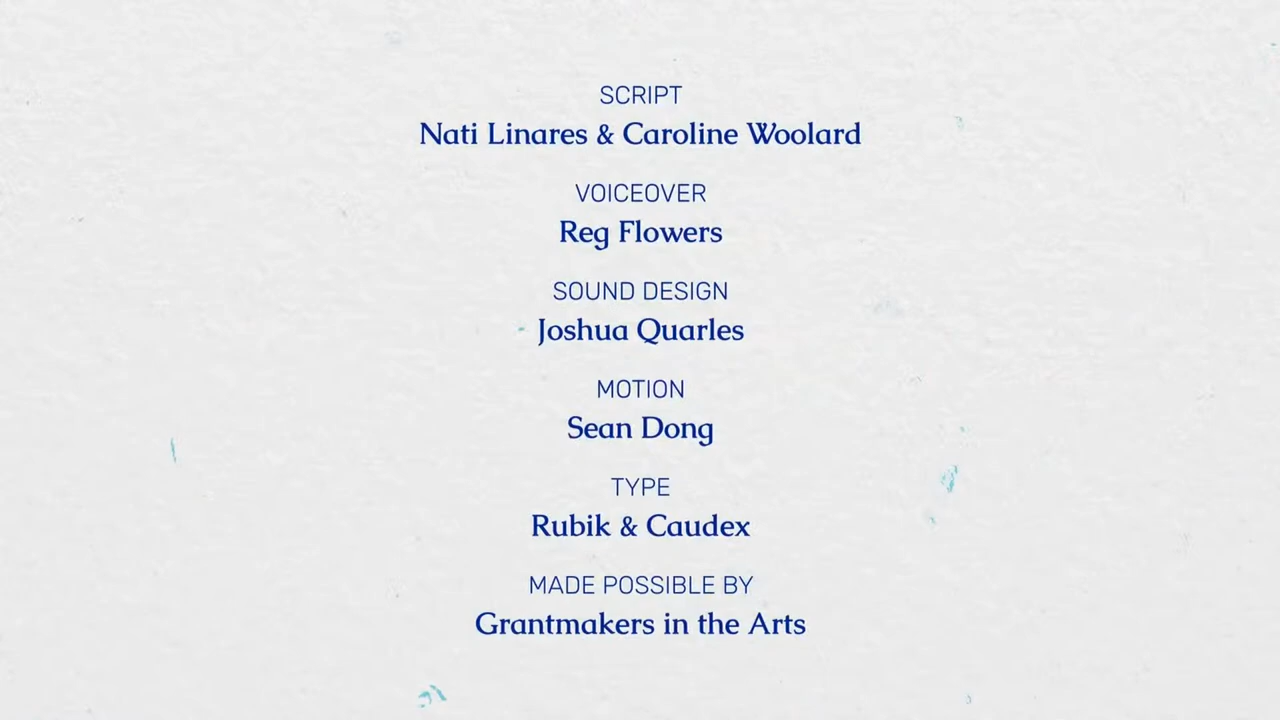 SCRIPT
Nati Linares & Caroline Woolard
VOICEOVER
Reg Flowers
SOUND DESIGN
Joshua Quarles
MOTION
Sean Dong
TYPE
Rubik & Caudex
MADE POSSIBLE BY
Grantmakers in the Arts